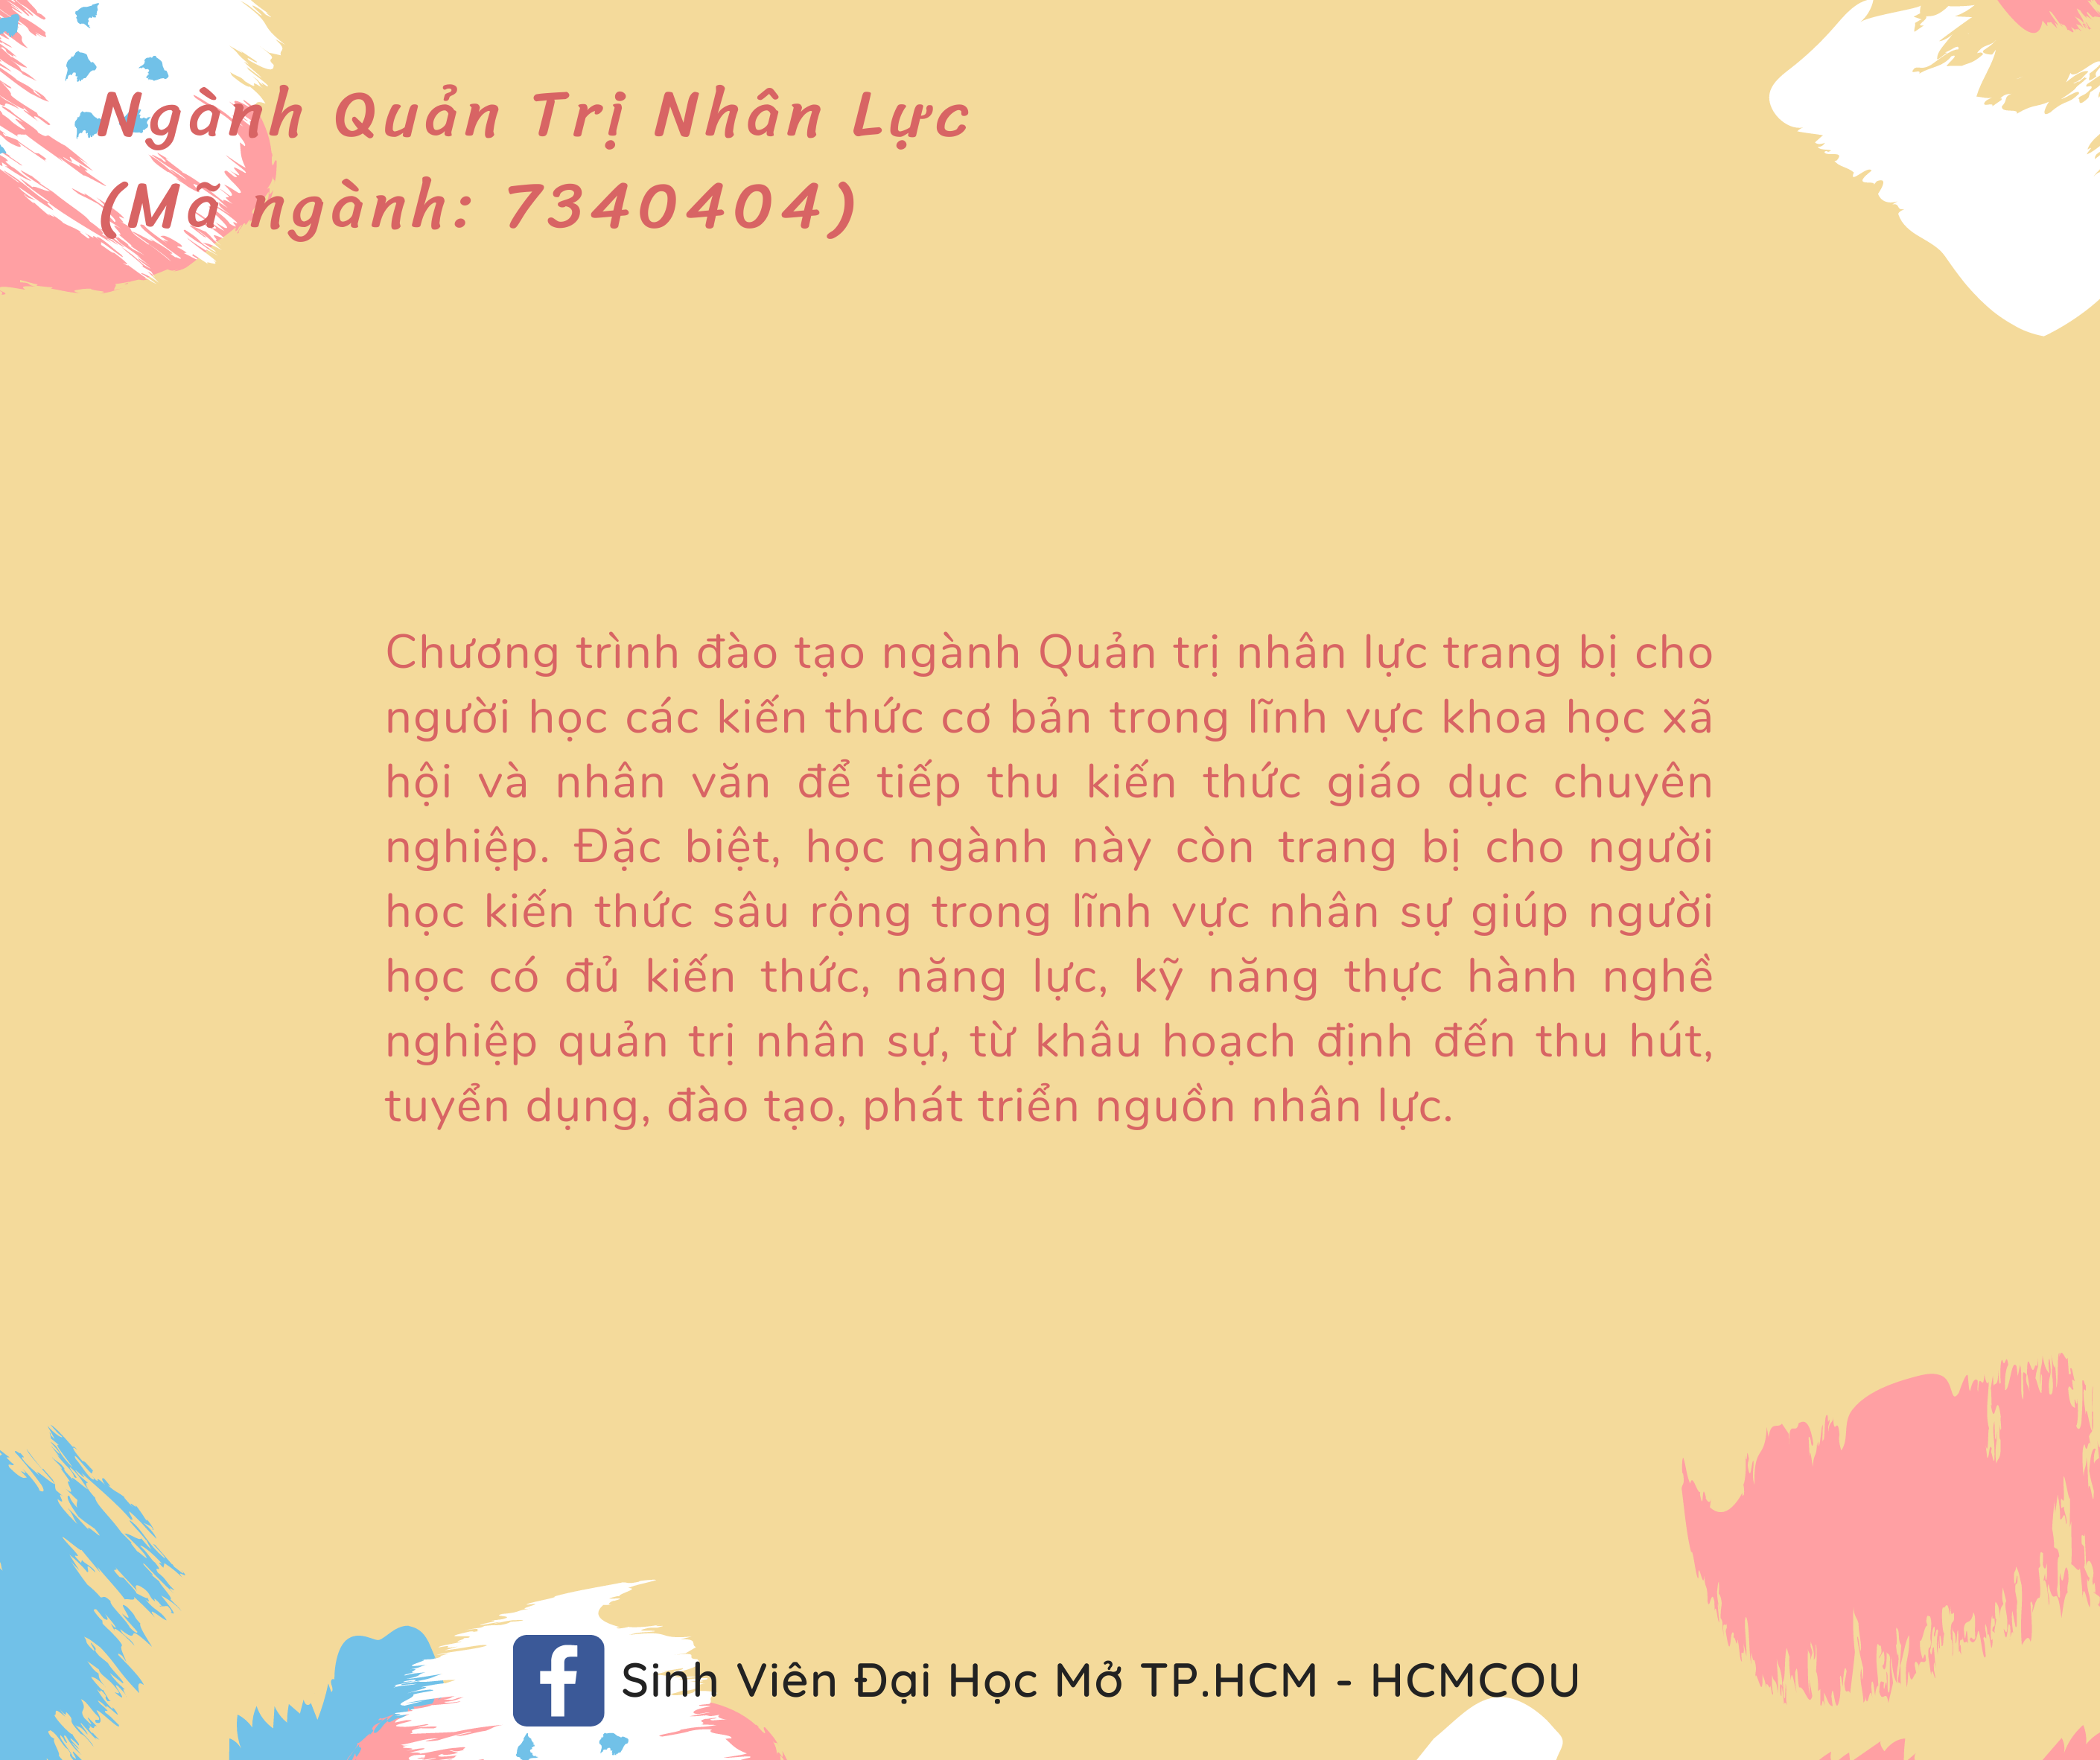 Ngành Quản Trị Nhân Lực
(Mã ngành: 7340404)
Chương trình đào tạo ngành Quản trị nhân lực trang bị cho
người học các kiến thức cơ bản trong lĩnh vực khoa học xã
hội và nhân văn để tiếp thu kiến thức giáo dục chuyên
nghiệp. Đặc biệt, học ngành này còn trang bị cho người
học kiến thức sâu rộng trong lĩnh vực nhân sự giúp người
học có đủ kiến thức, năng lực, kỹ năng thực hành nghề
nghiệp quản trị nhân sự, từ khâu hoạch định đến thu hút,
tuyển dụng, đào tạo, phát triển nguồn nhân lực.
Sinh Viên Đại Học Mở TP.HCM - HCMCOU